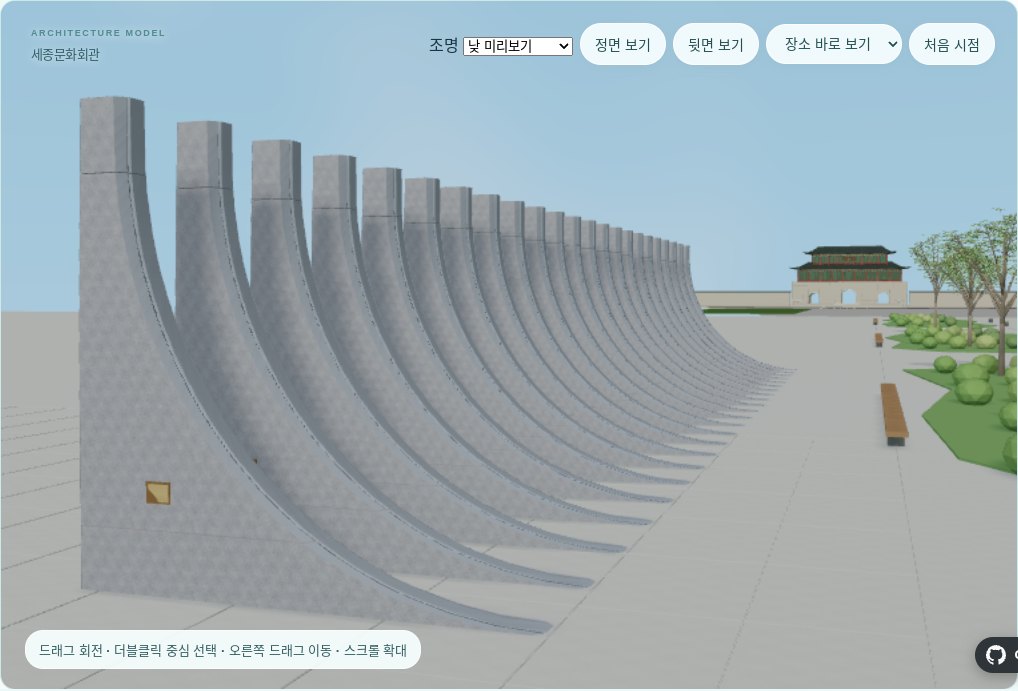 ARCHITECTURE MODEL
세종문화회관
조명 낮 미리보기 정면 보기 뒷면 보기 장소 바로 보기 처음 시점
드래그 회전 · 더블클릭 중심 선택 · 오른쪽 드래그 이동 · 스크롤 확대